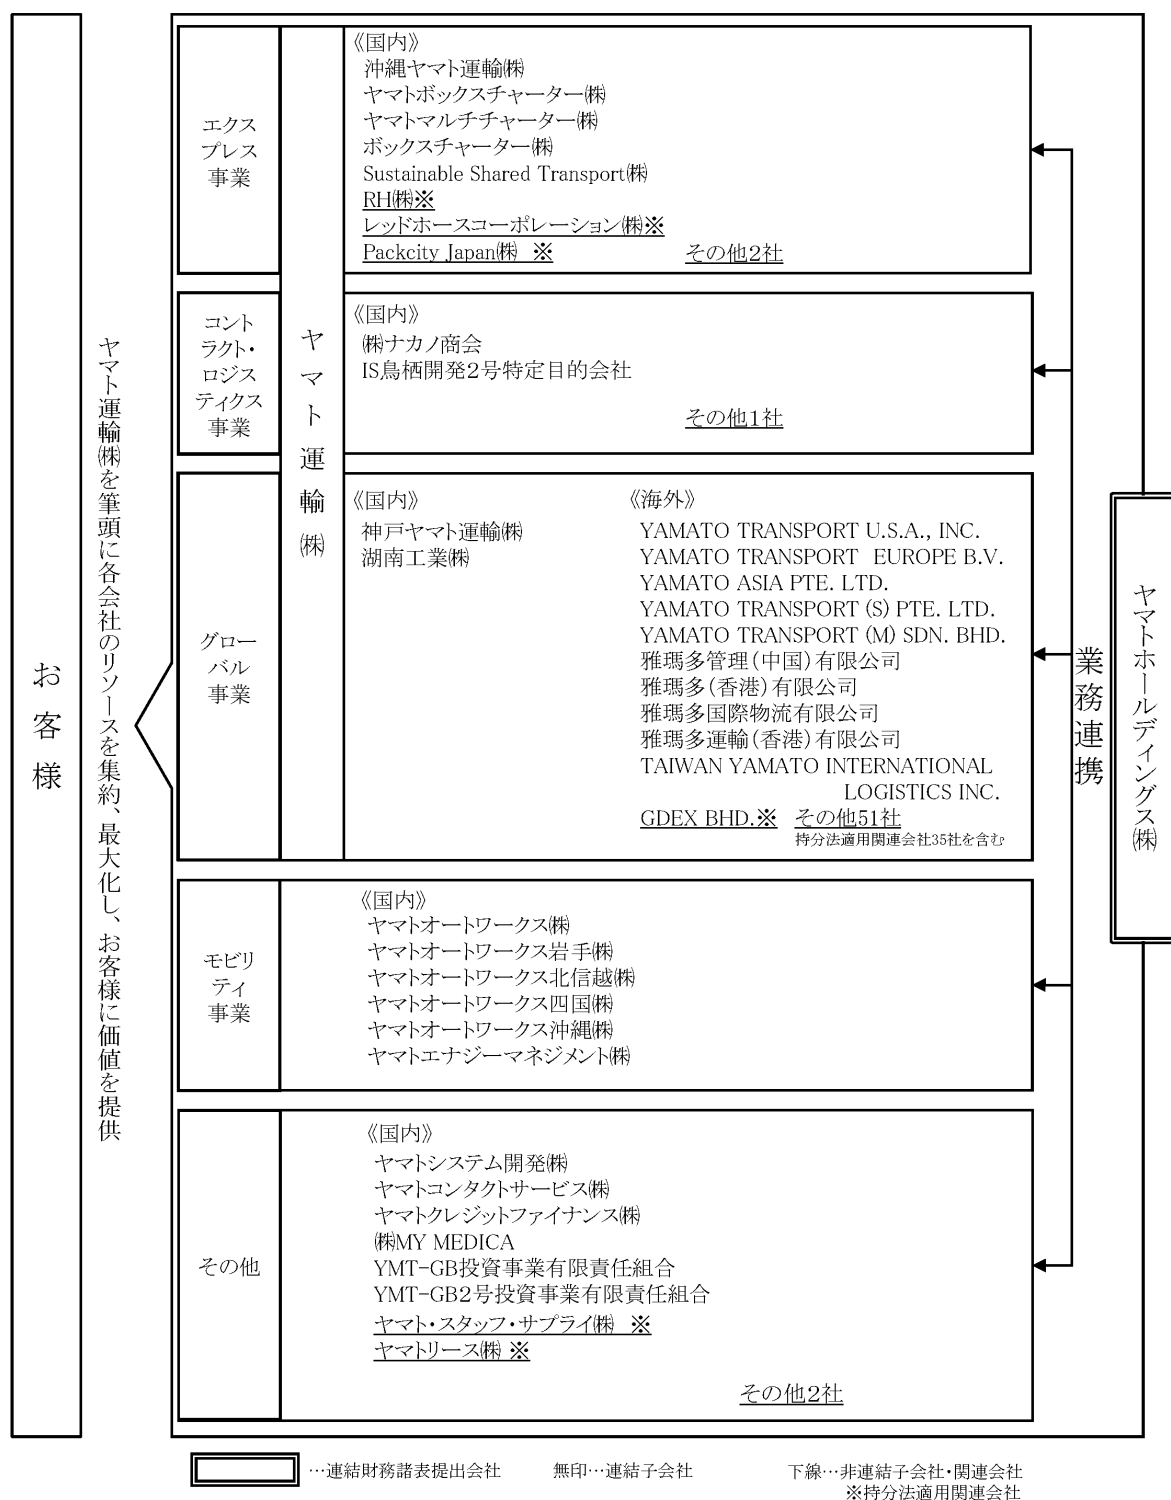 お客様
ヤマト運輸㈱を筆頭に各会社のリソースを集約、最大化し、お客様に価値を提供
エクス
プレス
事業
ヤマト運輸㈱
《国内》
沖縄ヤマト運輸㈱
ヤマトボックスチャーター㈱
ヤマトマルチチャーター㈱
ボックスチャーター㈱
Sustainable Shared Transport㈱
RH㈱※
レッドホースコーポレーション㈱※
Packcity Japan㈱ ※ その他2社
コント
ラクト・
ロジス
ティクス
事業
《国内》
㈱ナカノ商会
IS鳥栖開発2号特定目的会社
その他1社
グロー
バル
事業
《国内》
神戸ヤマト運輸㈱
湖南工業㈱
《海外》
YAMATO TRANSPORT U.S.A., INC.
YAMATO TRANSPORT EUROPE B.V.
YAMATO ASIA PTE. LTD.
YAMATO TRANSPORT (S) PTE. LTD.
YAMATO TRANSPORT (M) SDN. BHD.
雅瑪多管理(中国)有限公司
雅瑪多(香港)有限公司
雅瑪多国際物流有限公司
雅瑪多運輸(香港)有限公司
TAIWAN YAMATO INTERNATIONAL
LOGISTICS INC.
GDEX BHD.※ その他51社
持分法適用関連会社35社を含む
モビリ
ティ
事業
《国内》
ヤマトオートワークス㈱
ヤマトオートワークス岩手㈱
ヤマトオートワークス北信越㈱
ヤマトオートワークス四国㈱
ヤマトオートワークス沖縄㈱
ヤマトエナジーマネジメント㈱
その他
《国内》
ヤマトシステム開発㈱
ヤマトコンタクトサービス㈱
ヤマトクレジットファイナンス㈱
㈱MY MEDICA
YMT-GB投資事業有限責任組合
YMT-GB2号投資事業有限責任組合
ヤマト・スタッフ・サプライ㈱ ※
ヤマトリース㈱ ※
その他2社
業務連携
ヤマトホールディングス㈱
…連結財務諸表提出会社 無印…連結子会社 下線…非連結子会社・関連会社
※持分法適用関連会社